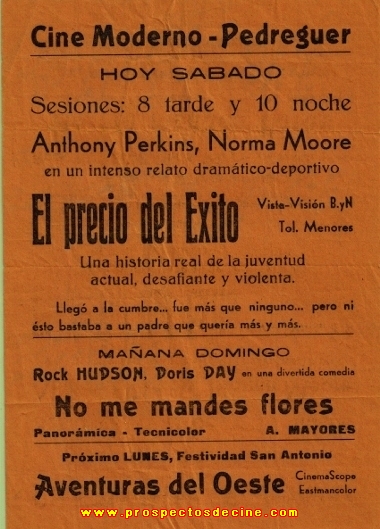 Cine Moderno - Pedreguer
HOY SABADO
Sesiones: 8 tarde y 10 noche
Anthony Perkins, Norma Moore
en un intenso relato dramático-deportivo
El precio del Exito
Vista-Visión B.yN
Tol. Menores
Una historia real de la juventud
actual, desafiante y violenta.
Llegó a la cumbre... fue más que ninguno... pero ni
ésto bastaba a un padre que quería más y más.
MAÑANA DOMINGO
Rock HUDSON, Doris DAY en una divertida comedia
No me mandes flores
Panorámica - Tecnicolor A. MAYORES
Próximo LUNES, Festividad San Antonio
Aventuras del Oeste
CinemaScope
Eastmancolor
www.prospectosdecine.com